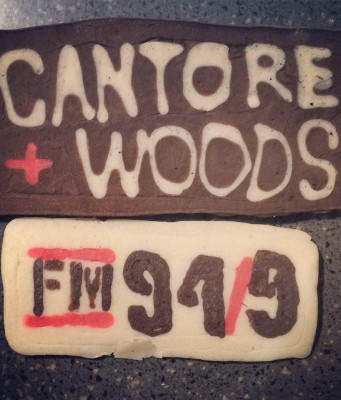 CANTORE
+ WOODS
FM 91/9